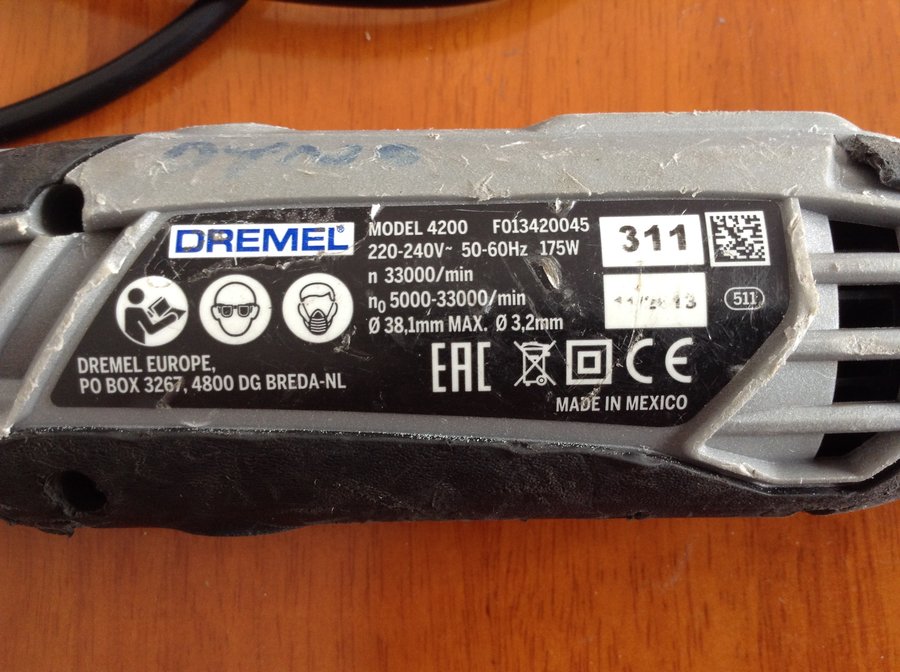 DREMEL
MODEL 4200 F013420045
220-240V~ 50-60Hz 175W
n 33000/min
n0 5000-33000/min
Ø 38,1mm MAX. Ø 3,2mm
311
511
DREMEL EUROPE,
PO BOX 3267, 4800 DG BREDA-NL
EAC CE
MADE IN MEXICO